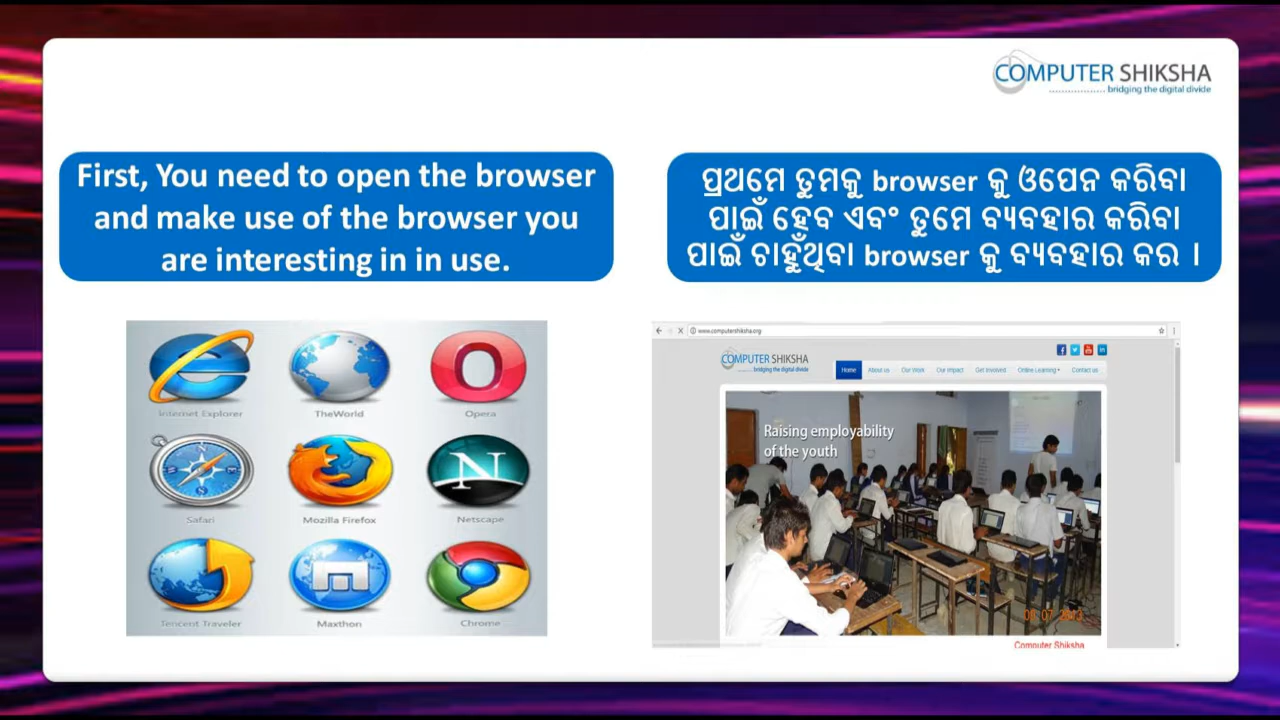 COMPUTER SHIKSHA
bridging the digital divide
First, You need to open the browser
and make use of the browser you
are interesting in in use.
ପ୍ରଥମେ ତୁମକୁ browser କୁ ଓପେନ କରିବା
ପାଇଁ ହେବ ଏବଂ ତୁମେ ବ୍ୟବହାର କରିବା
ପାଇଁ ଚାହୁଁଥିବା browser କୁ ବ୍ୟବହାର କର ।
Internet Explorer TheWorld Opera
Safari Mozilla Firefox Netscape
Tencent Traveler Maxthon Chrome
www.computershiksha.org
COMPUTER SHIKSHA
bridging the digital divide
Home About us Our Work Our Impact Get Involved Online Learning Contact us
Raising employability
of the youth
Computer Shiksha